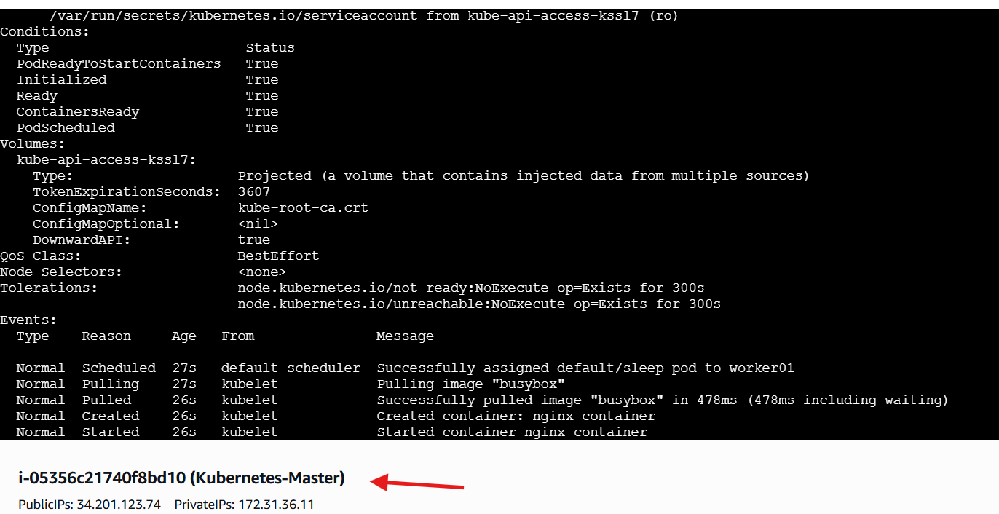 /var/run/secrets/kubernetes.io/serviceaccount from kube-api-access-kssl7 (ro)
Conditions:
Type Status
PodReadyToStartContainers True
Initialized True
Ready True
ContainersReady True
PodScheduled True
Volumes:
kube-api-access-kssl7:
Type: Projected (a volume that contains injected data from multiple sources)
TokenExpirationSeconds: 3607
ConfigMapName: kube-root-ca.crt
ConfigMapOptional: <nil>
DownwardAPI: true
QoS Class: BestEffort
Node-Selectors: <none>
Tolerations: node.kubernetes.io/not-ready:NoExecute op=Exists for 300s
node.kubernetes.io/unreachable:NoExecute op=Exists for 300s
Events:
Type Reason Age From Message
---- ------ ---- ---- -------
Normal Scheduled 27s default-scheduler Successfully assigned default/sleep-pod to worker01
Normal Pulling 27s kubelet Pulling image "busybox"
Normal Pulled 26s kubelet Successfully pulled image "busybox" in 478ms (478ms including waiting)
Normal Created 26s kubelet Created container: nginx-container
Normal Started 26s kubelet Started container nginx-container
i-05356c21740f8bd10 (Kubernetes-Master)
PublicIPs: 34.201.123.74 PrivateIPs: 172.31.36.11